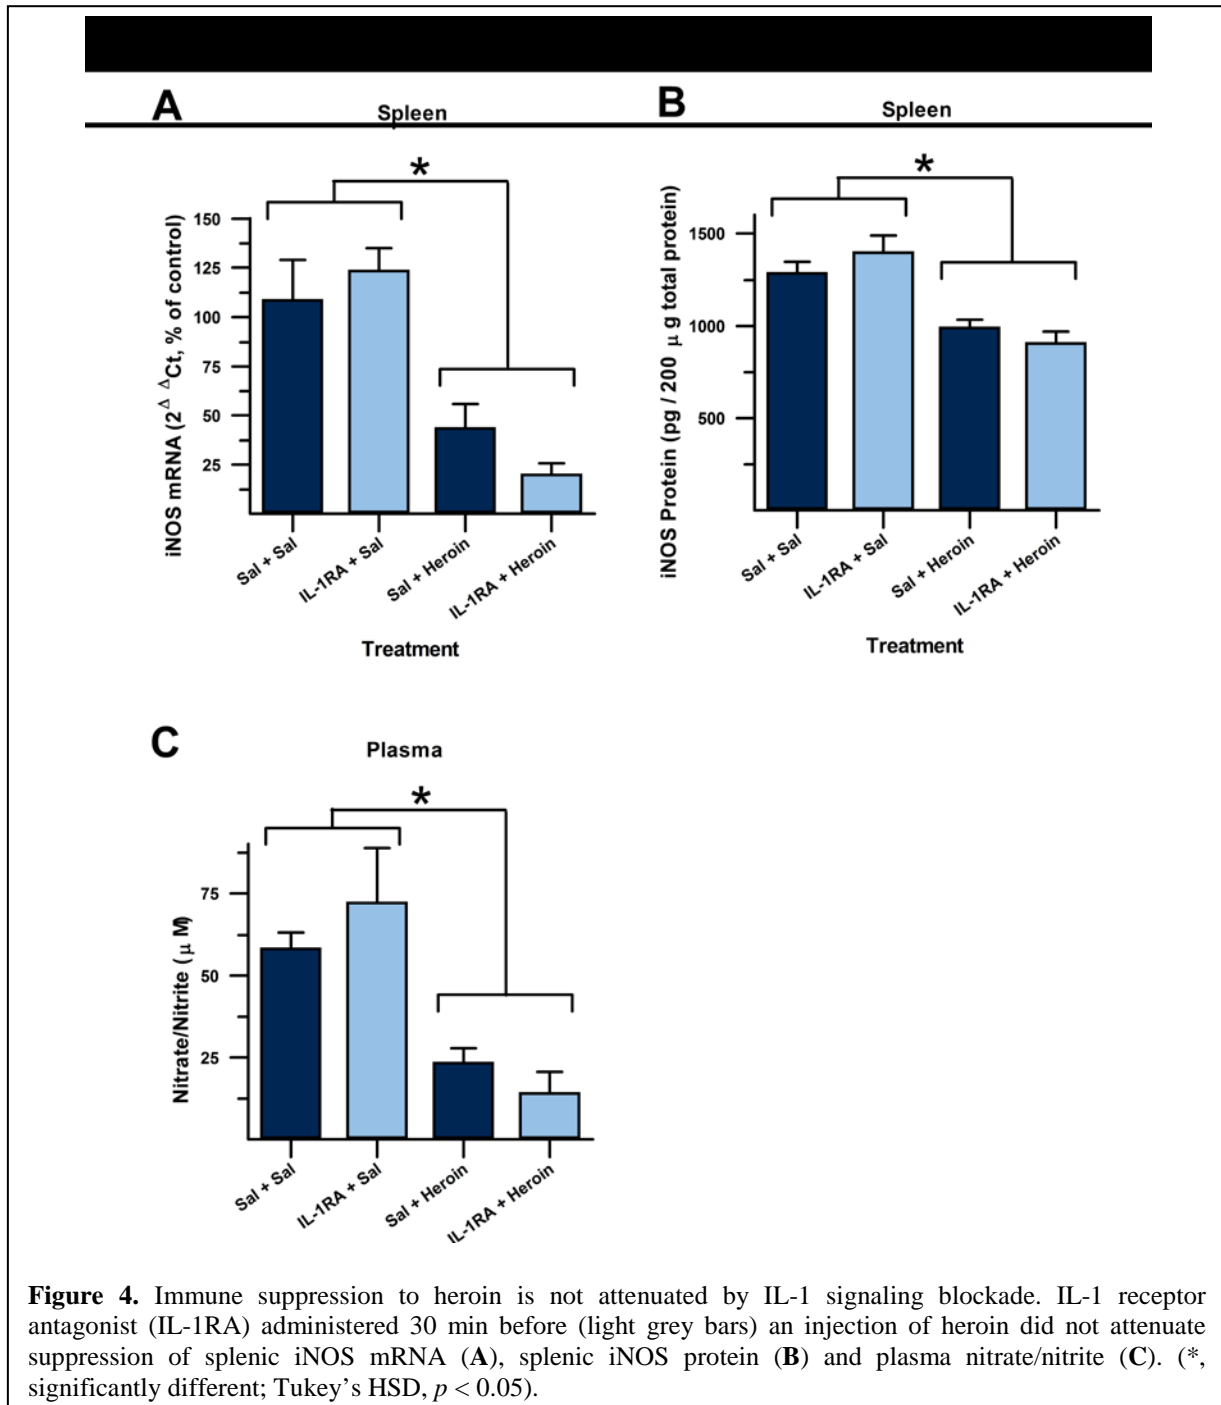 A
Spleen
*
iNOS mRNA (2^Δ ΔCt, % of control)
150
125
100
75
50
25
Sal + Sal
IL-1RA + Sal
Sal + Heroin
IL-1RA + Heroin
Treatment
B
Spleen
*
iNOS Protein (pg / 200 μ g total protein)
1500
1000
500
Sal + Sal
IL-1RA + Sal
Sal + Heroin
IL-1RA + Heroin
Treatment
C
Plasma
*
Nitrate/Nitrite (μ M)
75
50
25
Sal + Sal
IL-1RA + Sal
Sal + Heroin
IL-1RA + Heroin
Figure 4. Immune suppression to heroin is not attenuated by IL-1 signaling blockade. IL-1 receptor
antagonist (IL-1RA) administered 30 min before (light grey bars) an injection of heroin did not attenuate
suppression of splenic iNOS mRNA (A), splenic iNOS protein (B) and plasma nitrate/nitrite (C). (*,
significantly different; Tukey’s HSD, p < 0.05).